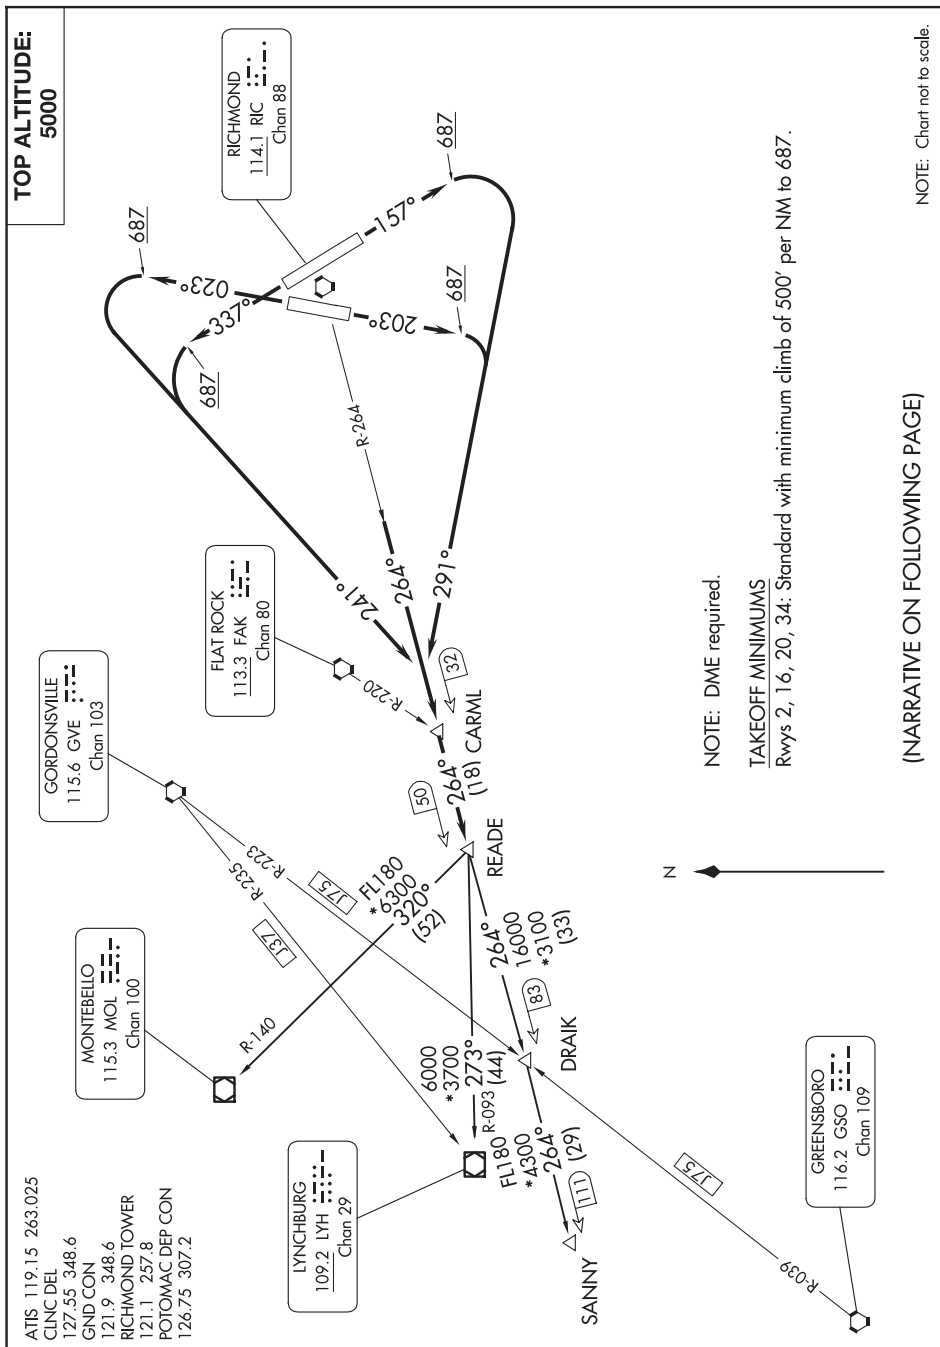 TOP ALTITUDE:
5000
ATIS 119.15 263.025
CLNC DEL
127.55 348.6
GND CON
121.9 348.6
RICHMOND TOWER
121.1 257.8
POTOMAC DEP CON
126.75 307.2
MONTEBELLO
115.3 MOL
Chan 100
GORDONSVILLE
115.6 GVE
Chan 103
FLAT ROCK
113.3 FAK
Chan 80
RICHMOND
114.1 RIC
Chan 88
LYNCHBURG
109.2 LYH
Chan 29
GREENSBORO
116.2 GSO
Chan 109
687
687
687
687
023°
337°
157°
203°
R-264
241°
264°
291°
32
R-220
CARML
264°
(18)
50
READE
R-235
R-223
J37
J75
FL180
*6300
320°
(52)
R-140
6000
*3700
273°
(44)
R-093
264°
16000
*3100
(33)
83
DRAIK
FL180
*4300
264°
(29)
111
SANNY
J75
R-039
N
NOTE: DME required.
TAKEOFF MINIMUMS
Rwys 2, 16, 20, 34: Standard with minimum climb of 500' per NM to 687.
(NARRATIVE ON FOLLOWING PAGE)
NOTE: Chart not to scale.